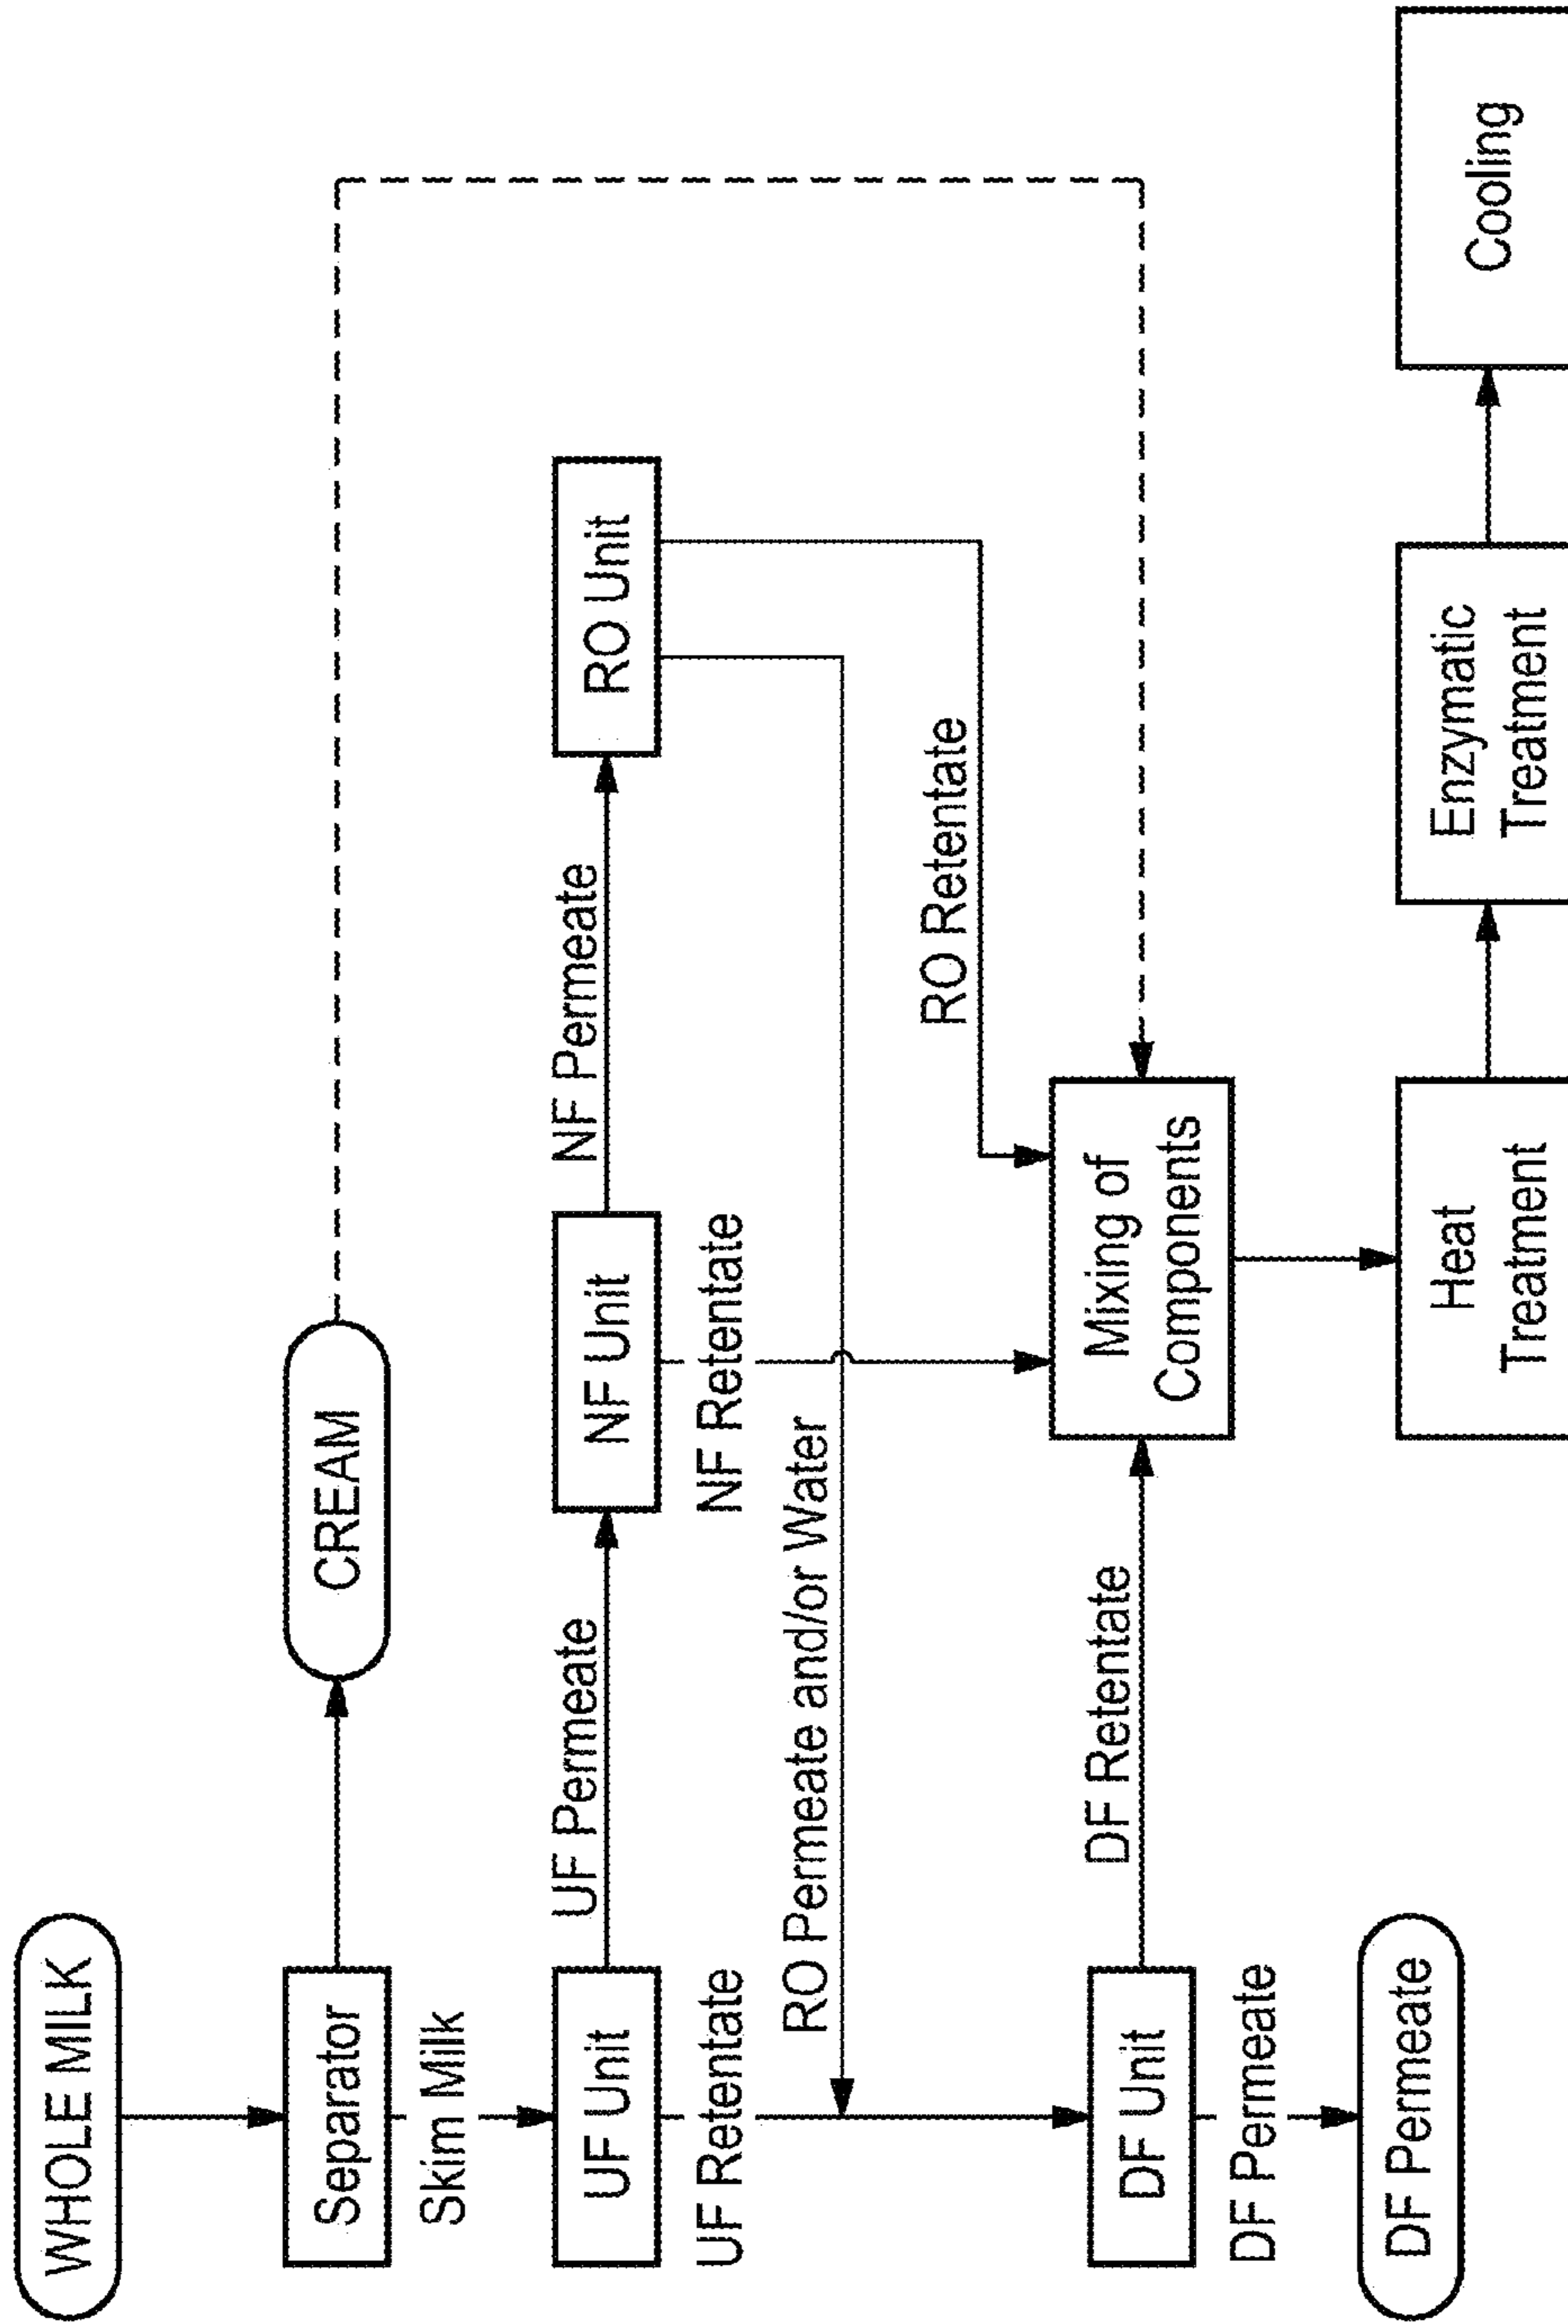 WHOLE MILK
Separator
CREAM
Skim Milk
UF Unit
UF Permeate
NF Unit
NF Permeate
RO Unit
UF Retentate
NF Retentate
RO Permeate and/or Water
RO Retentate
DF Unit
DF Retentate
Mixing of
Components
DF Permeate
DF Permeate
Heat
Treatment
Enzymatic
Treatment
Cooling